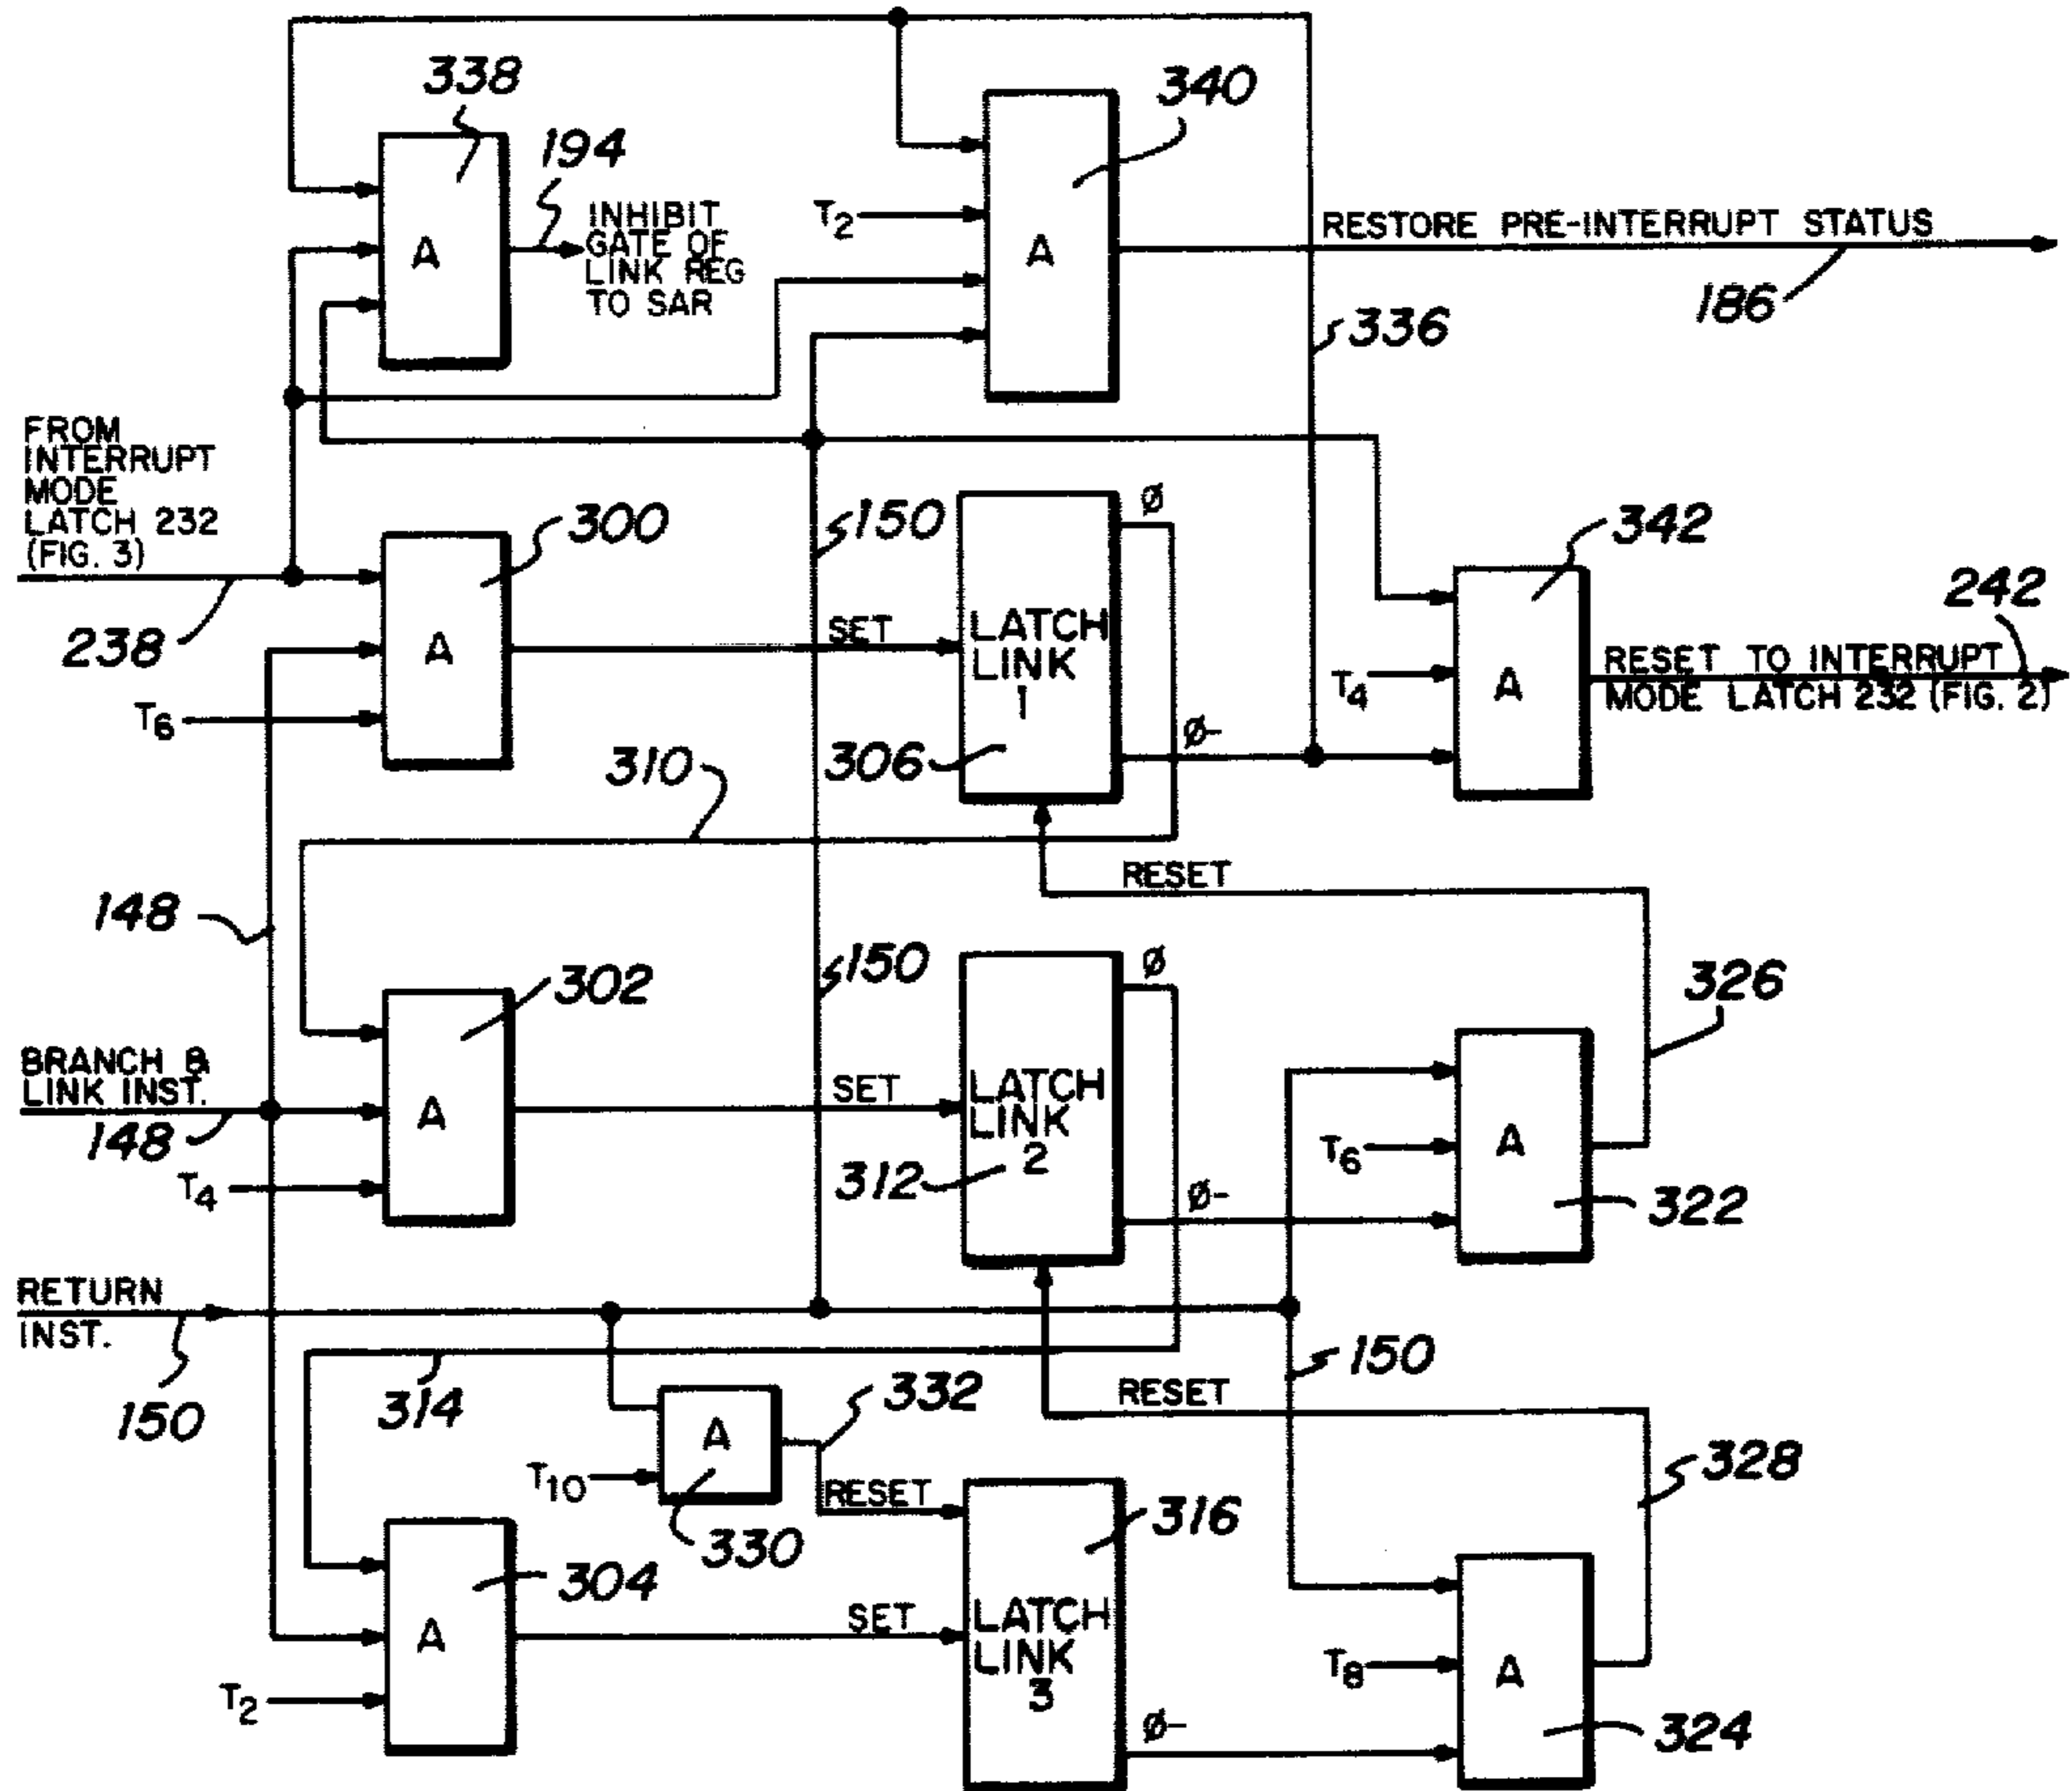 338
340
194
A
INHIBIT
GATE OF
LINK REG
TO SAR
T2
A
RESTORE PRE-INTERRUPT STATUS
186
336
FROM
INTERRUPT
MODE
LATCH 232
(FIG. 3)
238
300
A
T6
SET
150
LATCH
LINK
1
306
Ø
Ø-
342
T4
A
242
RESET TO INTERRUPT
MODE LATCH 232 (FIG. 2)
310
RESET
148
302
150
326
BRANCH &
LINK INST.
148
A
T4
SET
LATCH
LINK
2
312
Ø
Ø-
T6
A
322
RETURN
INST.
150
314
332
150
RESET
A
T10
330
RESET
328
304
A
T2
SET
316
LATCH
LINK
3
Ø-
T8
A
324